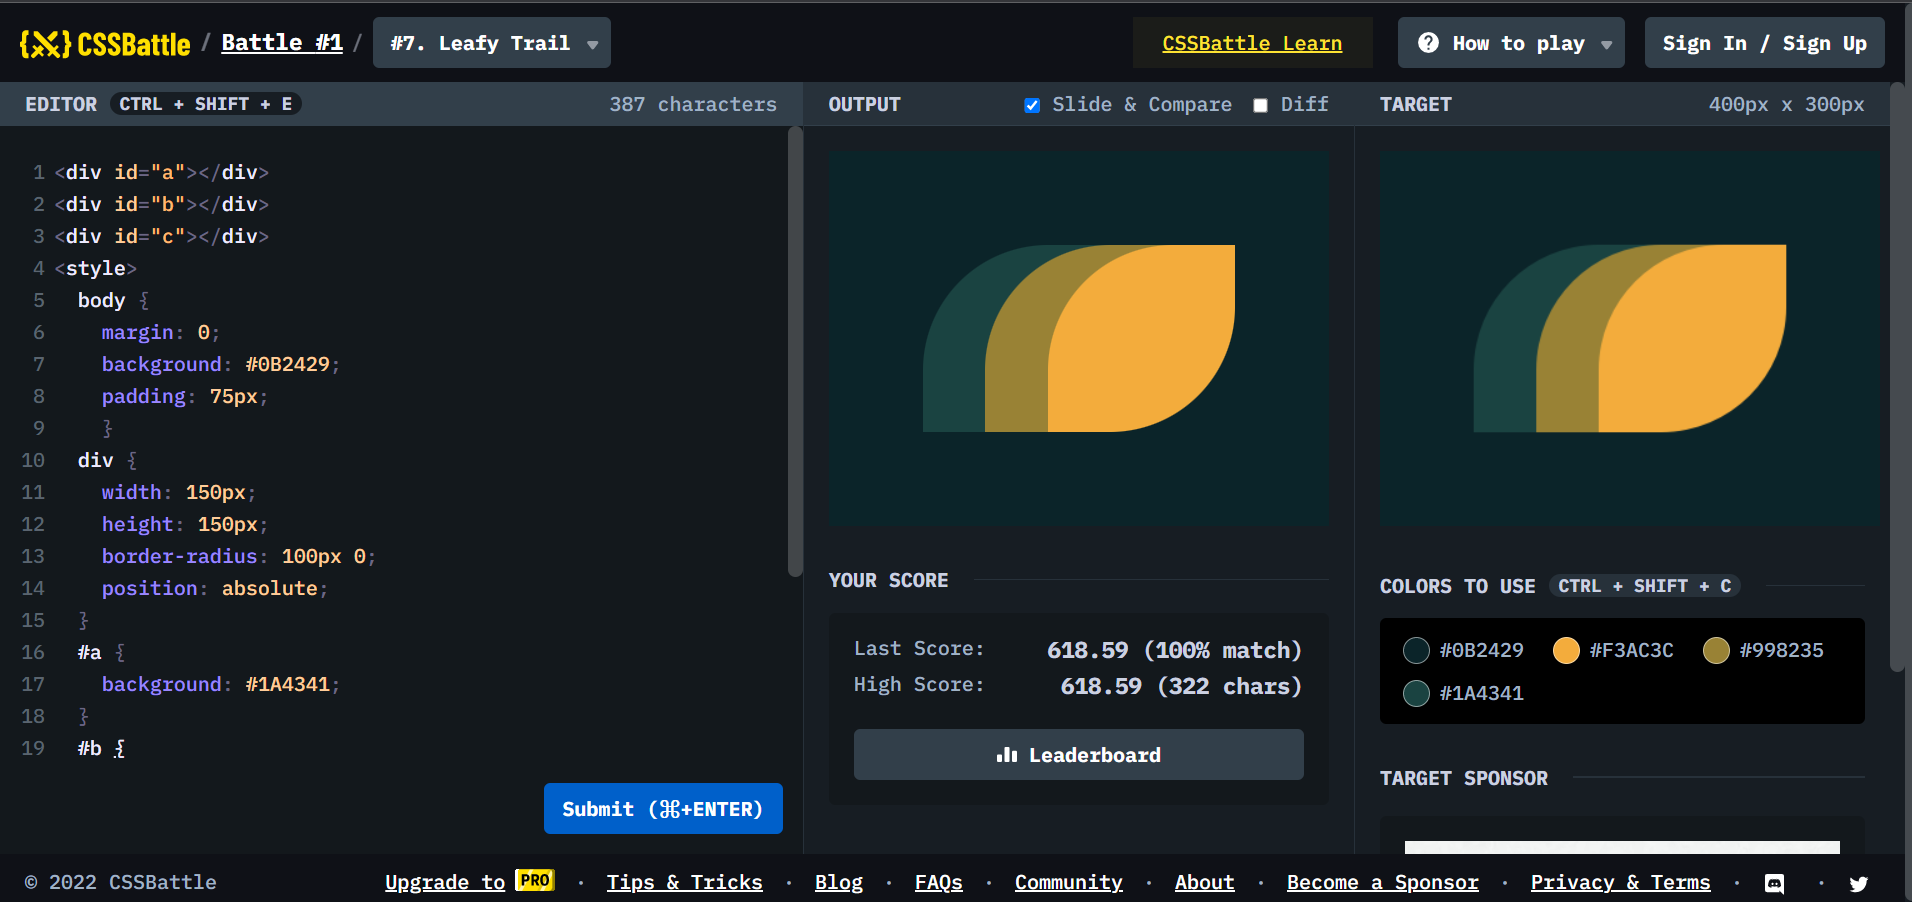 {X} CSSBattle / Battle #1 / #7. Leafy Trail CSSBattle Learn How to play Sign In / Sign Up
EDITOR CTRL + SHIFT + E 387 characters
1 <div id="a"></div>
2 <div id="b"></div>
3 <div id="c"></div>
4 <style>
5 body {
6 margin: 0;
7 background: #0B2429;
8 padding: 75px;
9 }
10 div {
11 width: 150px;
12 height: 150px;
13 border-radius: 100px 0;
14 position: absolute;
15 }
16 #a {
17 background: #1A4341;
18 }
19 #b {
Submit (⌘+ENTER)
OUTPUT Slide & Compare Diff
YOUR SCORE
Last Score: 618.59 (100% match)
High Score: 618.59 (322 chars)
Leaderboard
TARGET 400px x 300px
COLORS TO USE CTRL + SHIFT + C
#0B2429 #F3AC3C #998235
#1A4341
TARGET SPONSOR
© 2022 CSSBattle Upgrade to PRO · Tips & Tricks · Blog · FAQs · Community · About · Become a Sponsor · Privacy & Terms · ·